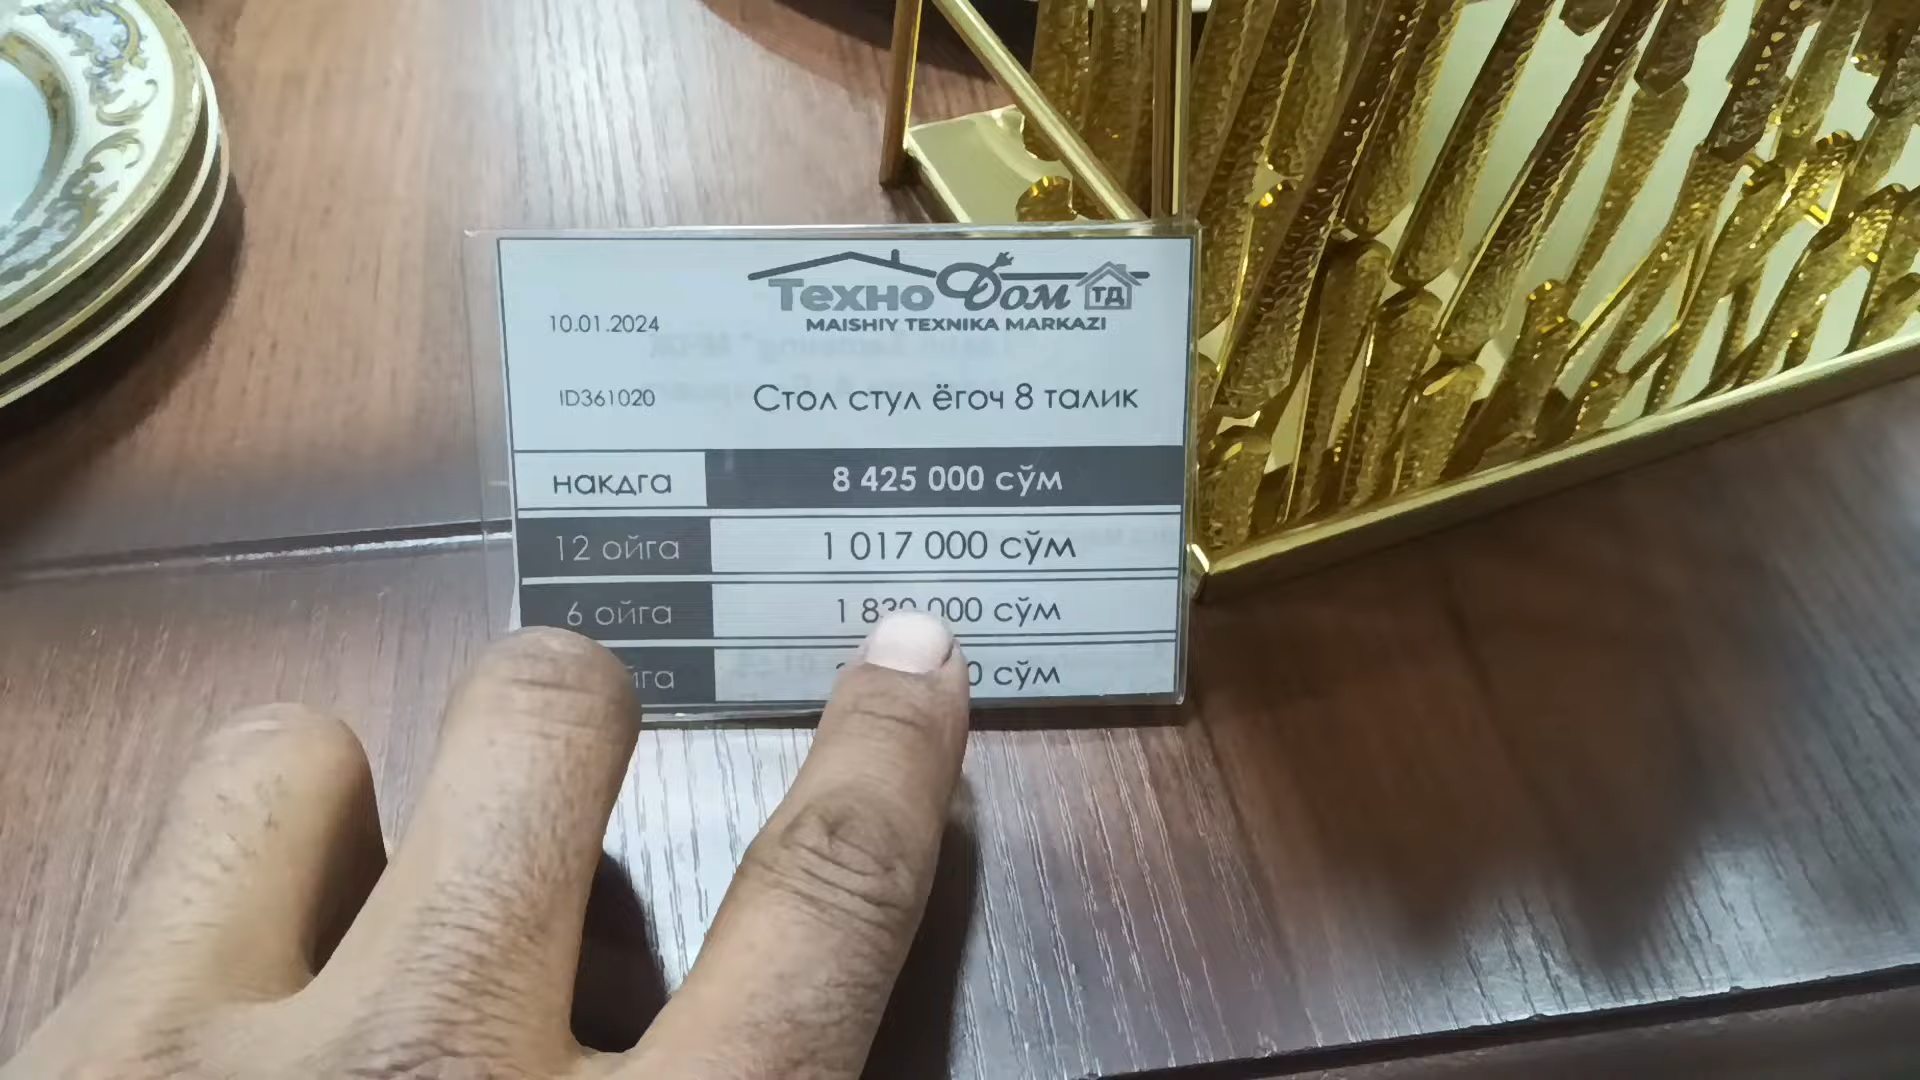 Техно Дом ТД
MAISHIY TEXNIKA MARKAZI
10.01.2024
ID361020 Стол стул ёгоч 8 талик
накдга 8 425 000 сўм
12 ойга 1 017 000 сўм
6 ойга 000 сўм
сўм